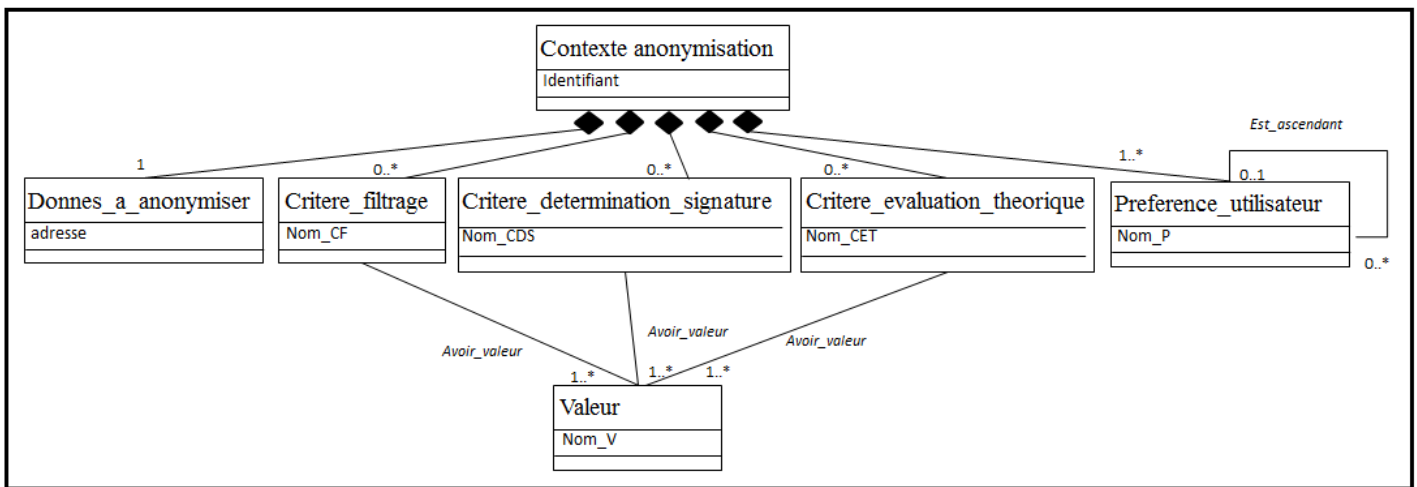 Contexte anonymisation
Identifiant
Est_ascendant
1
0..*
0..*
0..*
1..*
0..1
Donnes_a_anonymiser
adresse
Critere_filtrage
Nom_CF
Critere_determination_signature
Nom_CDS
Critere_evaluation_theorique
Nom_CET
Preference_utilisateur
Nom_P
0..*
Avoir_valeur
Avoir_valeur
Avoir_valeur
1..*
1..*
1..*
Valeur
Nom_V